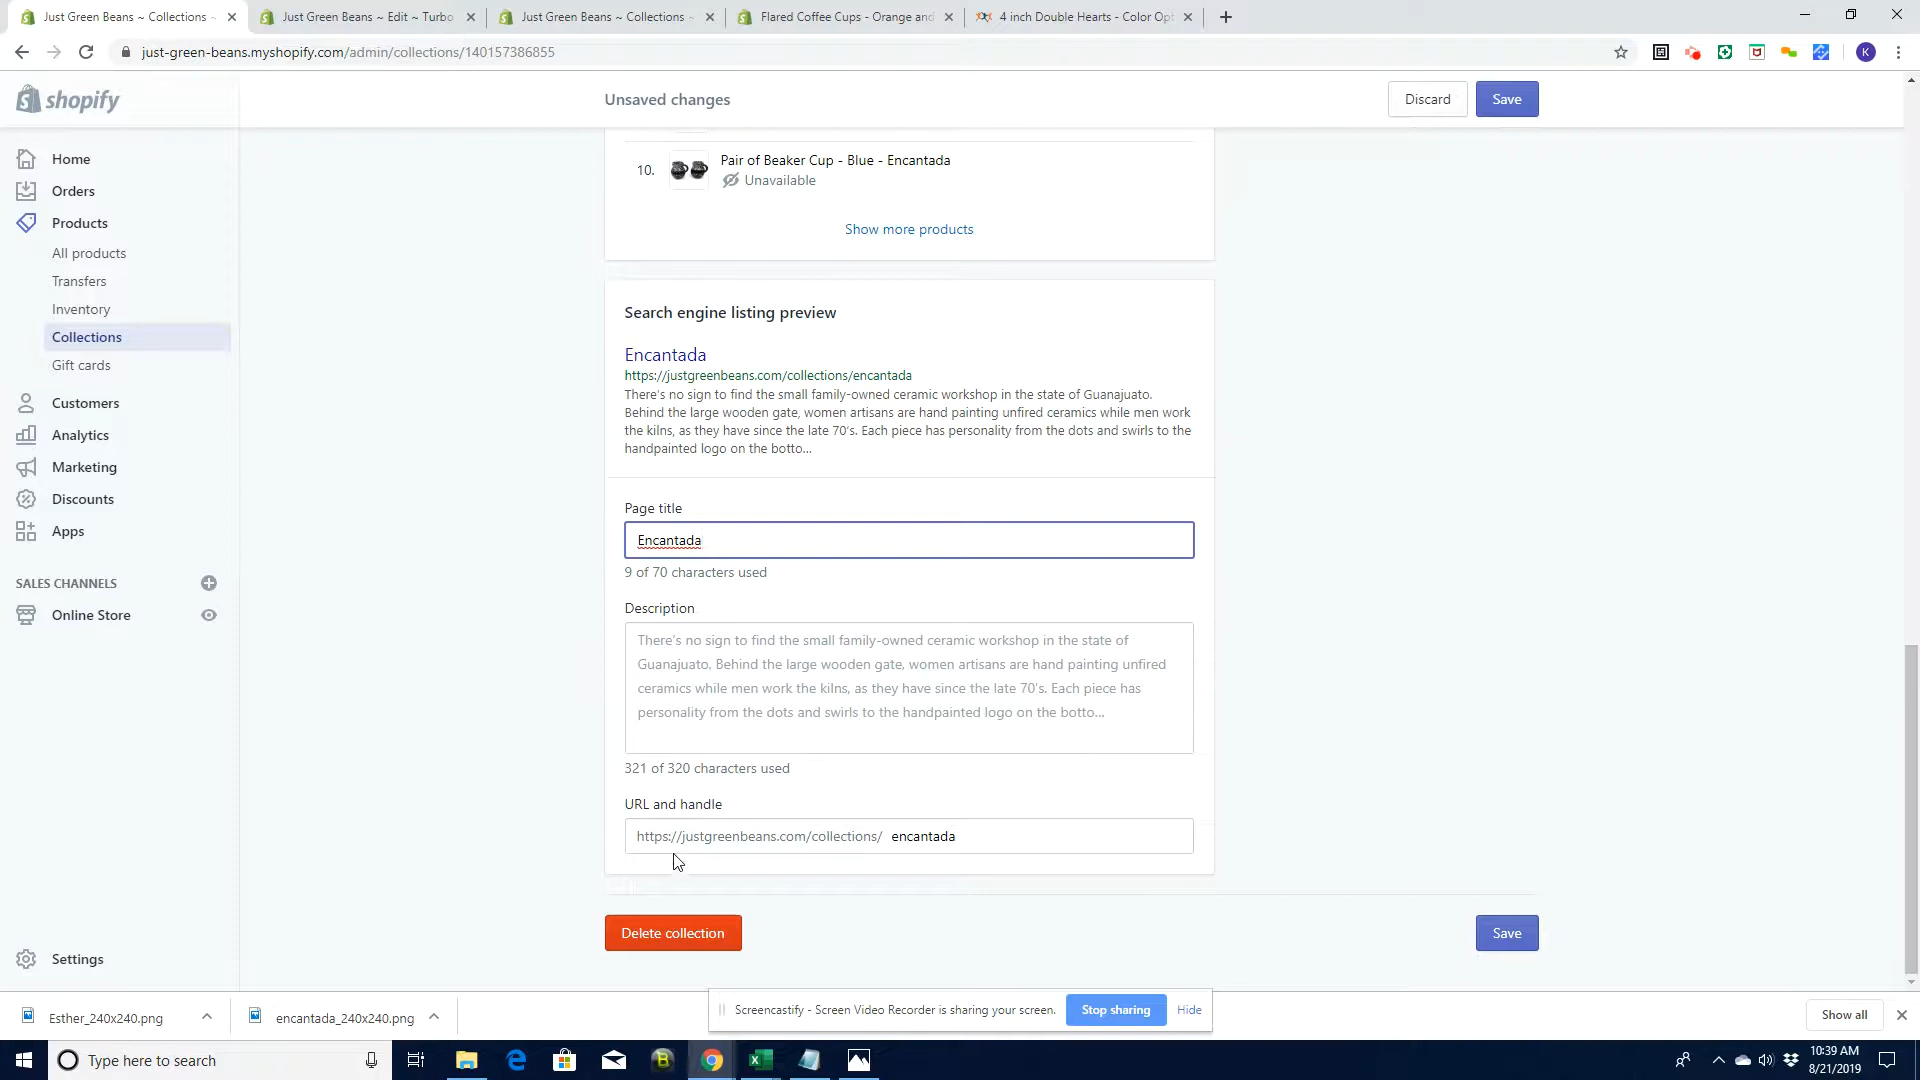 Just Green Beans ~ Collections ~
Just Green Beans ~ Edit ~ Turbo
Just Green Beans ~ Collections ~
Flared Coffee Cups - Orange and
4 inch Double Hearts - Color Opt
just-green-beans.myshopify.com/admin/collections/140157386855
K
shopify
Unsaved changes
Discard
Save
Home
Orders
Products
All products
Transfers
Inventory
Collections
Gift cards
Customers
Analytics
Marketing
Discounts
Apps
SALES CHANNELS
Online Store
Settings
10.
Pair of Beaker Cup - Blue - Encantada
Unavailable
Show more products
Search engine listing preview
Encantada
https://justgreenbeans.com/collections/encantada
There's no sign to find the small family-owned ceramic workshop in the state of Guanajuato.
Behind the large wooden gate, women artisans are hand painting unfired ceramics while men work
the kilns, as they have since the late 70's. Each piece has personality from the dots and swirls to the
handpainted logo on the botto...
Page title
Encantada
9 of 70 characters used
Description
There's no sign to find the small family-owned ceramic workshop in the state of
Guanajuato. Behind the large wooden gate, women artisans are hand painting unfired
ceramics while men work the kilns, as they have since the late 70's. Each piece has
personality from the dots and swirls to the handpainted logo on the botto...
321 of 320 characters used
URL and handle
https://justgreenbeans.com/collections/ encantada
Delete collection
Save
Esther_240x240.png
encantada_240x240.png
Screencastify - Screen Video Recorder is sharing your screen.
Stop sharing
Hide
Show all
Type here to search
10:39 AM
8/21/2019